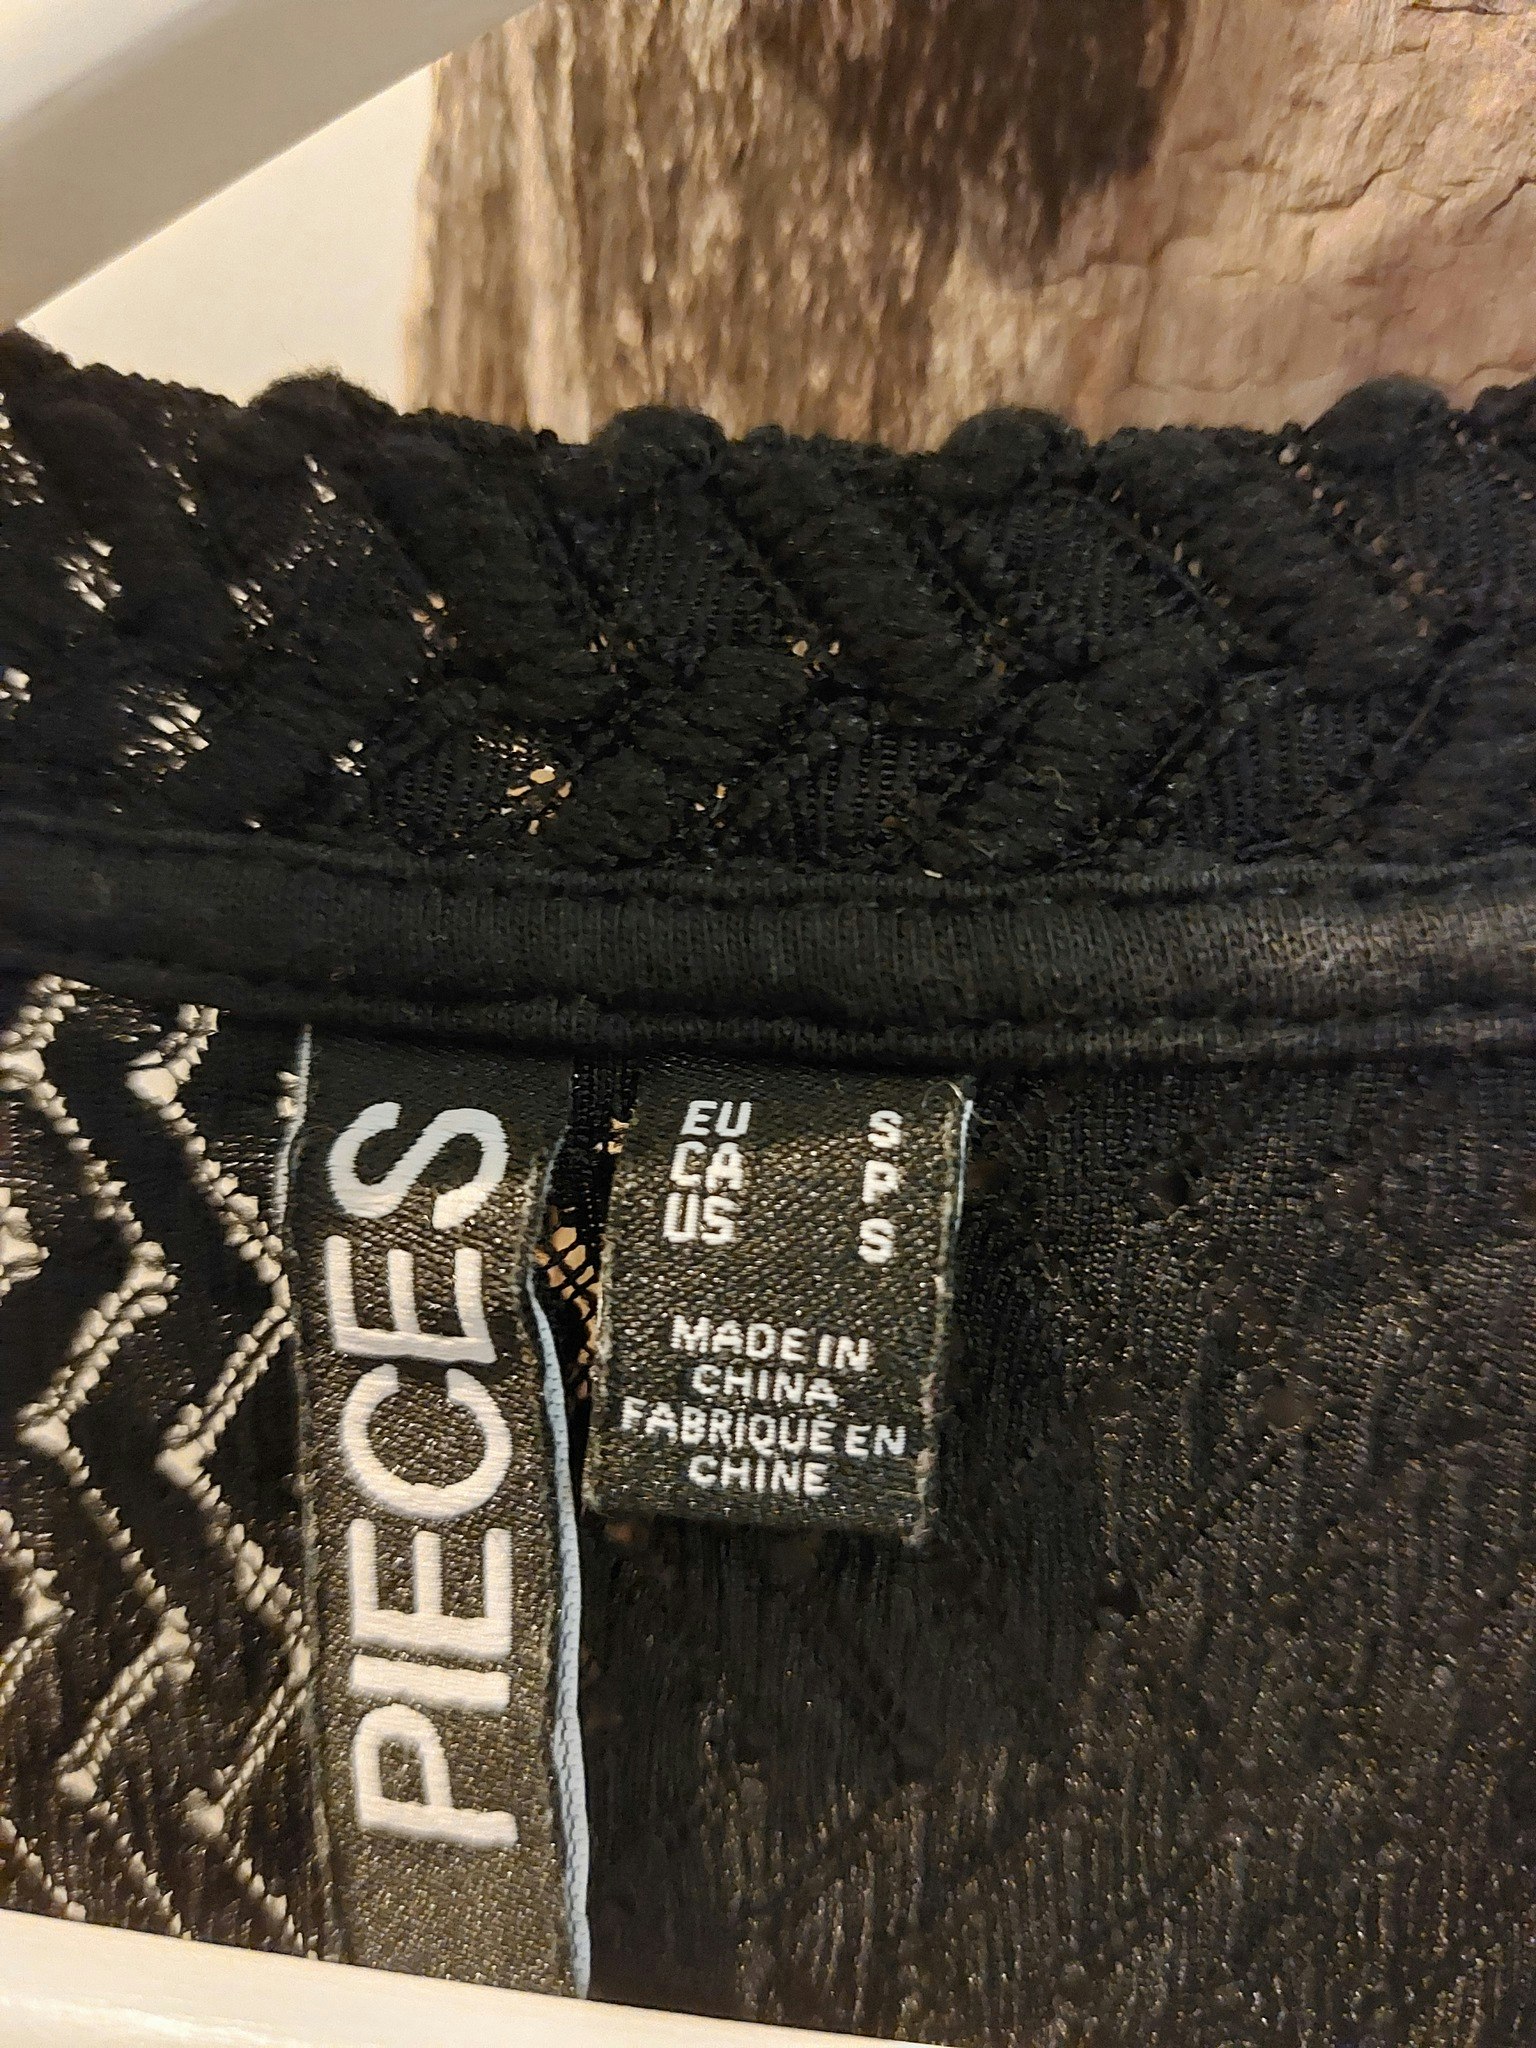 PIECES
EU S
CA P
US S
MADE IN
CHINA
FABRIQUÉ EN
CHINE